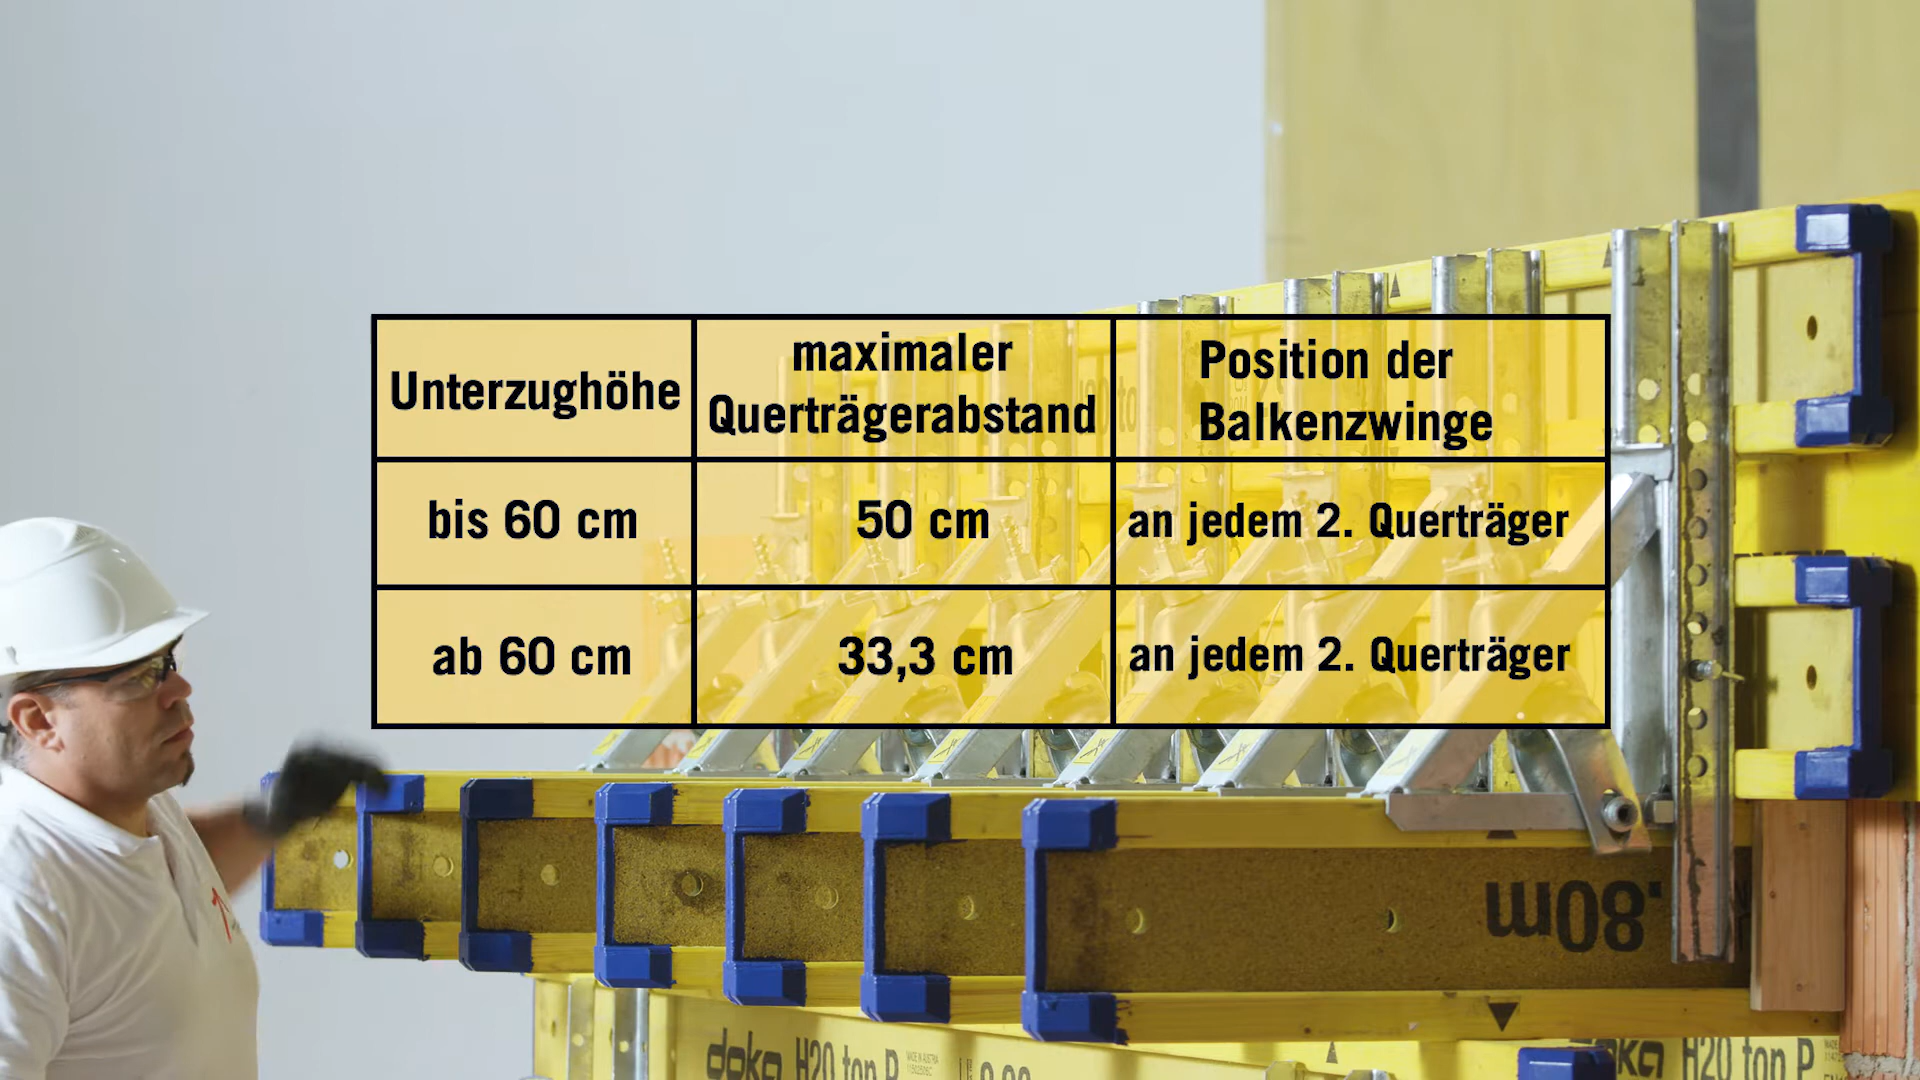 Unterzughöhe
maximaler
Querträgerabstand
Position der
Balkenzwinge
bis 60 cm
50 cm
an jedem 2. Querträger
ab 60 cm
33,3 cm
an jedem 2. Querträger
.80m
doka H20 top P
H20 top P